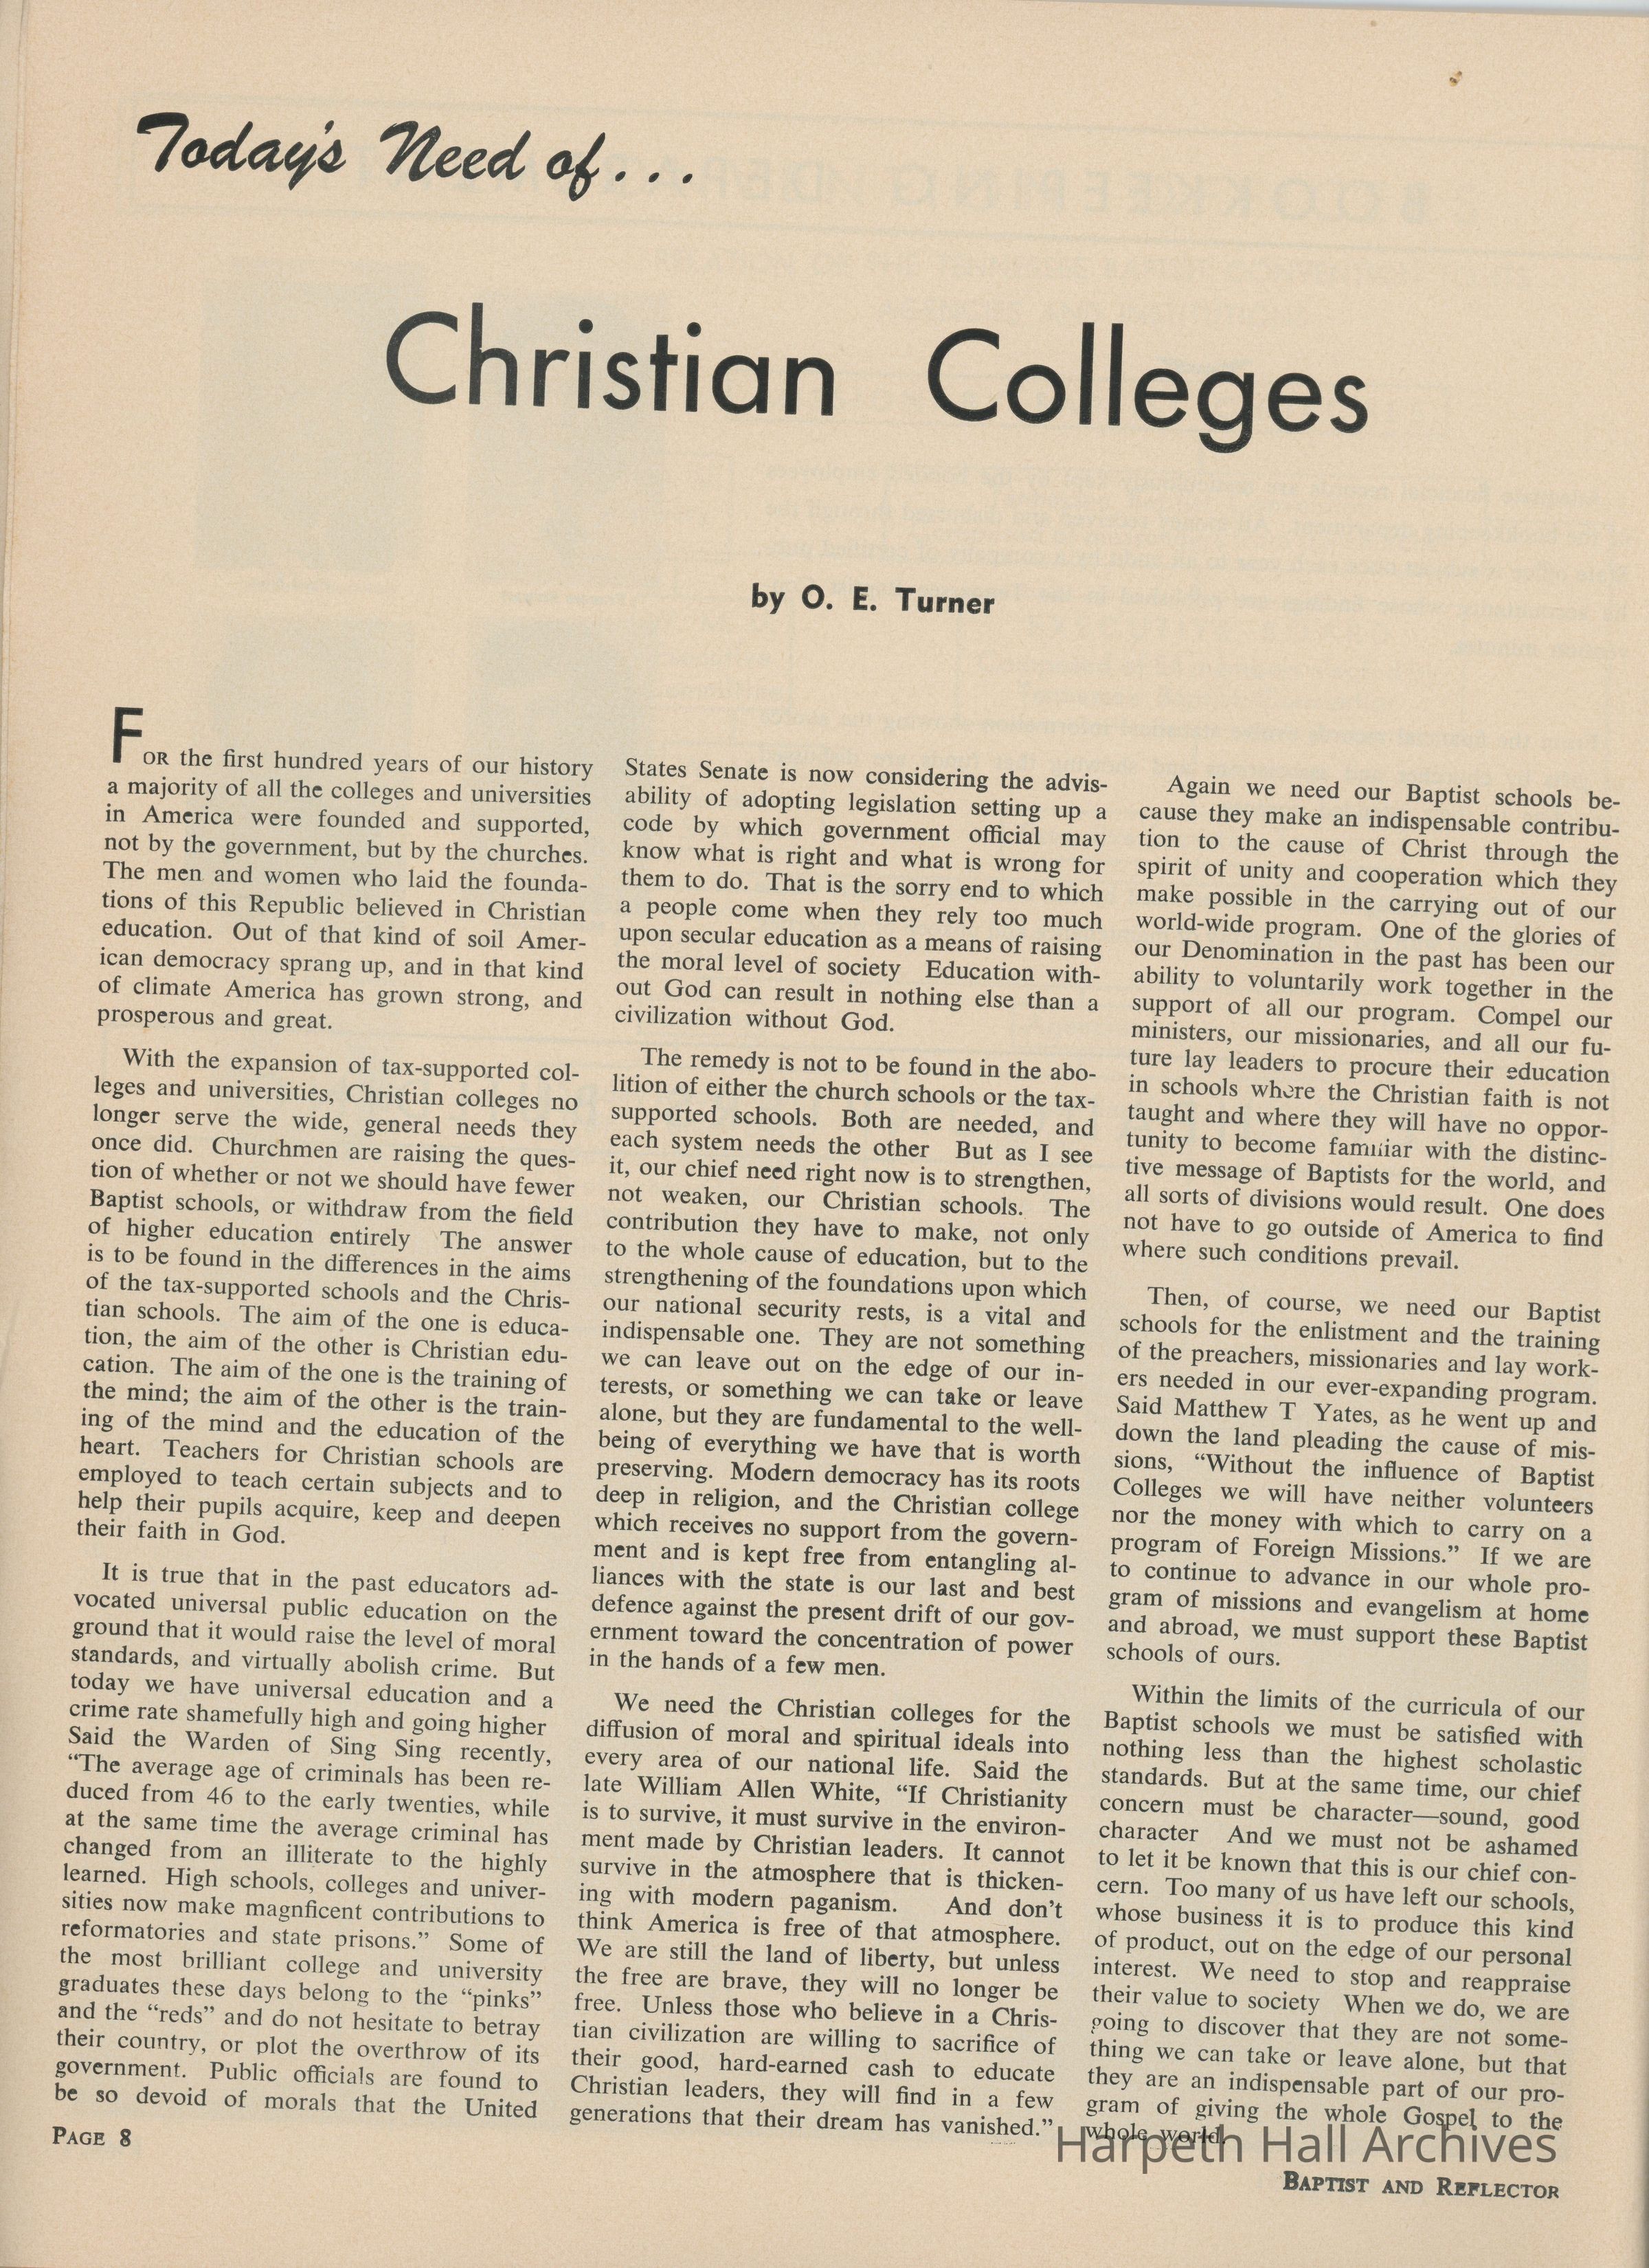 Today's Need of...
Christian Colleges
by O. E. Turner
FOR the first hundred years of our history
a majority of all the colleges and universities
in America were founded and supported,
not by the government, but by the churches.
The men and women who laid the founda-
tions of this Republic believed in Christian
education. Out of that kind of soil Amer-
ican democracy sprang up, and in that kind
of climate America has grown strong, and
prosperous and great.
With the expansion of tax-supported col-
leges and universities, Christian colleges no
longer serve the wide, general needs they
once did. Churchmen are raising the ques-
tion of whether or not we should have fewer
Baptist schools, or withdraw from the field
of higher education entirely The answer
is to be found in the differences in the aims
of the tax-supported schools and the Chris-
tian schools. The aim of the one is educa-
tion, the aim of the other is Christian edu-
cation. The aim of the one is the training of
the mind; the aim of the other is the train-
ing of the mind and the education of the
heart. Teachers for Christian schools are
employed to teach certain subjects and to
help their pupils acquire, keep and deepen
their faith in God.
It is true that in the past educators ad-
vocated universal public education on the
ground that it would raise the level of moral
standards, and virtually abolish crime. But
today we have universal education and a
crime rate shamefully high and going higher
Said the Warden of Sing Sing recently,
“The average age of criminals has been re-
duced from 46 to the early twenties, while
at the same time the average criminal has
changed from an illiterate to the highly
learned. High schools, colleges and univer-
sities now make magnficent contributions to
reformatories and state prisons.” Some of
the most brilliant college and university
graduates these days belong to the “pinks”
and the “reds” and do not hesitate to betray
their country, or plot the overthrow of its
government. Public officials are found to
be so devoid of morals that the United
States Senate is now considering the advis-
ability of adopting legislation setting up a
code by which government official may
know what is right and what is wrong for
them to do. That is the sorry end to which
a people come when they rely too much
upon secular education as a means of raising
the moral level of society Education with-
out God can result in nothing else than a
civilization without God.
The remedy is not to be found in the abo-
lition of either the church schools or the tax-
supported schools. Both are needed, and
each system needs the other But as I see
it, our chief need right now is to strengthen,
not weaken, our Christian schools. The
contribution they have to make, not only
to the whole cause of education, but to the
strengthening of the foundations upon which
our national security rests, is a vital and
indispensable one. They are not something
we can leave out on the edge of our in-
terests, or something we can take or leave
alone, but they are fundamental to the well-
being of everything we have that is worth
preserving. Modern democracy has its roots
deep in religion, and the Christian college
which receives no support from the govern-
ment and is kept free from entangling al-
liances with the state is our last and best
defence against the present drift of our gov-
ernment toward the concentration of power
in the hands of a few men.
We need the Christian colleges for the
diffusion of moral and spiritual ideals into
every area of our national life. Said the
late William Allen White, “If Christianity
is to survive, it must survive in the environ-
ment made by Christian leaders. It cannot
survive in the atmosphere that is thicken-
ing with modern paganism. And don't
think America is free of that atmosphere.
We are still the land of liberty, but unless
the free are brave, they will no longer be
free. Unless those who believe in a Chris-
tian civilization are willing to sacrifice of
their good, hard-earned cash to educate
Christian leaders, they will find in a few
generations that their dream has vanished.”
Again we need our Baptist schools be-
cause they make an indispensable contribu-
tion to the cause of Christ through the
spirit of unity and cooperation which they
make possible in the carrying out of our
world-wide program. One of the glories of
our Denomination in the past has been our
ability to voluntarily work together in the
support of all our program. Compel our
ministers, our missionaries, and all our fu-
ture lay leaders to procure their education
in schools where the Christian faith is not
taught and where they will have no oppor-
tunity to become familiar with the distinc-
tive message of Baptists for the world, and
all sorts of divisions would result. One does
not have to go outside of America to find
where such conditions prevail.
Then, of course, we need our Baptist
schools for the enlistment and the training
of the preachers, missionaries and lay work-
ers needed in our ever-expanding program.
Said Matthew T Yates, as he went up and
down the land pleading the cause of mis-
sions, “Without the influence of Baptist
Colleges we will have neither volunteers
nor the money with which to carry on a
program of Foreign Missions.” If we are
to continue to advance in our whole pro-
gram of missions and evangelism at home
and abroad, we must support these Baptist
schools of ours.
Within the limits of the curricula of our
Baptist schools we must be satisfied with
nothing less than the highest scholastic
standards. But at the same time, our chief
concern must be character—sound, good
character And we must not be ashamed
to let it be known that this is our chief con-
cern. Too many of us have left our schools,
whose business it is to produce this kind
of product, out on the edge of our personal
interest. We need to stop and reappraise
their value to society When we do, we are
going to discover that they are not some-
thing we can take or leave alone, but that
they are an indispensable part of our pro-
gram of giving the whole Gospel to the
whole world.
PAGE 8
Harpeth Hall Archives
BAPTIST AND REFLECTOR